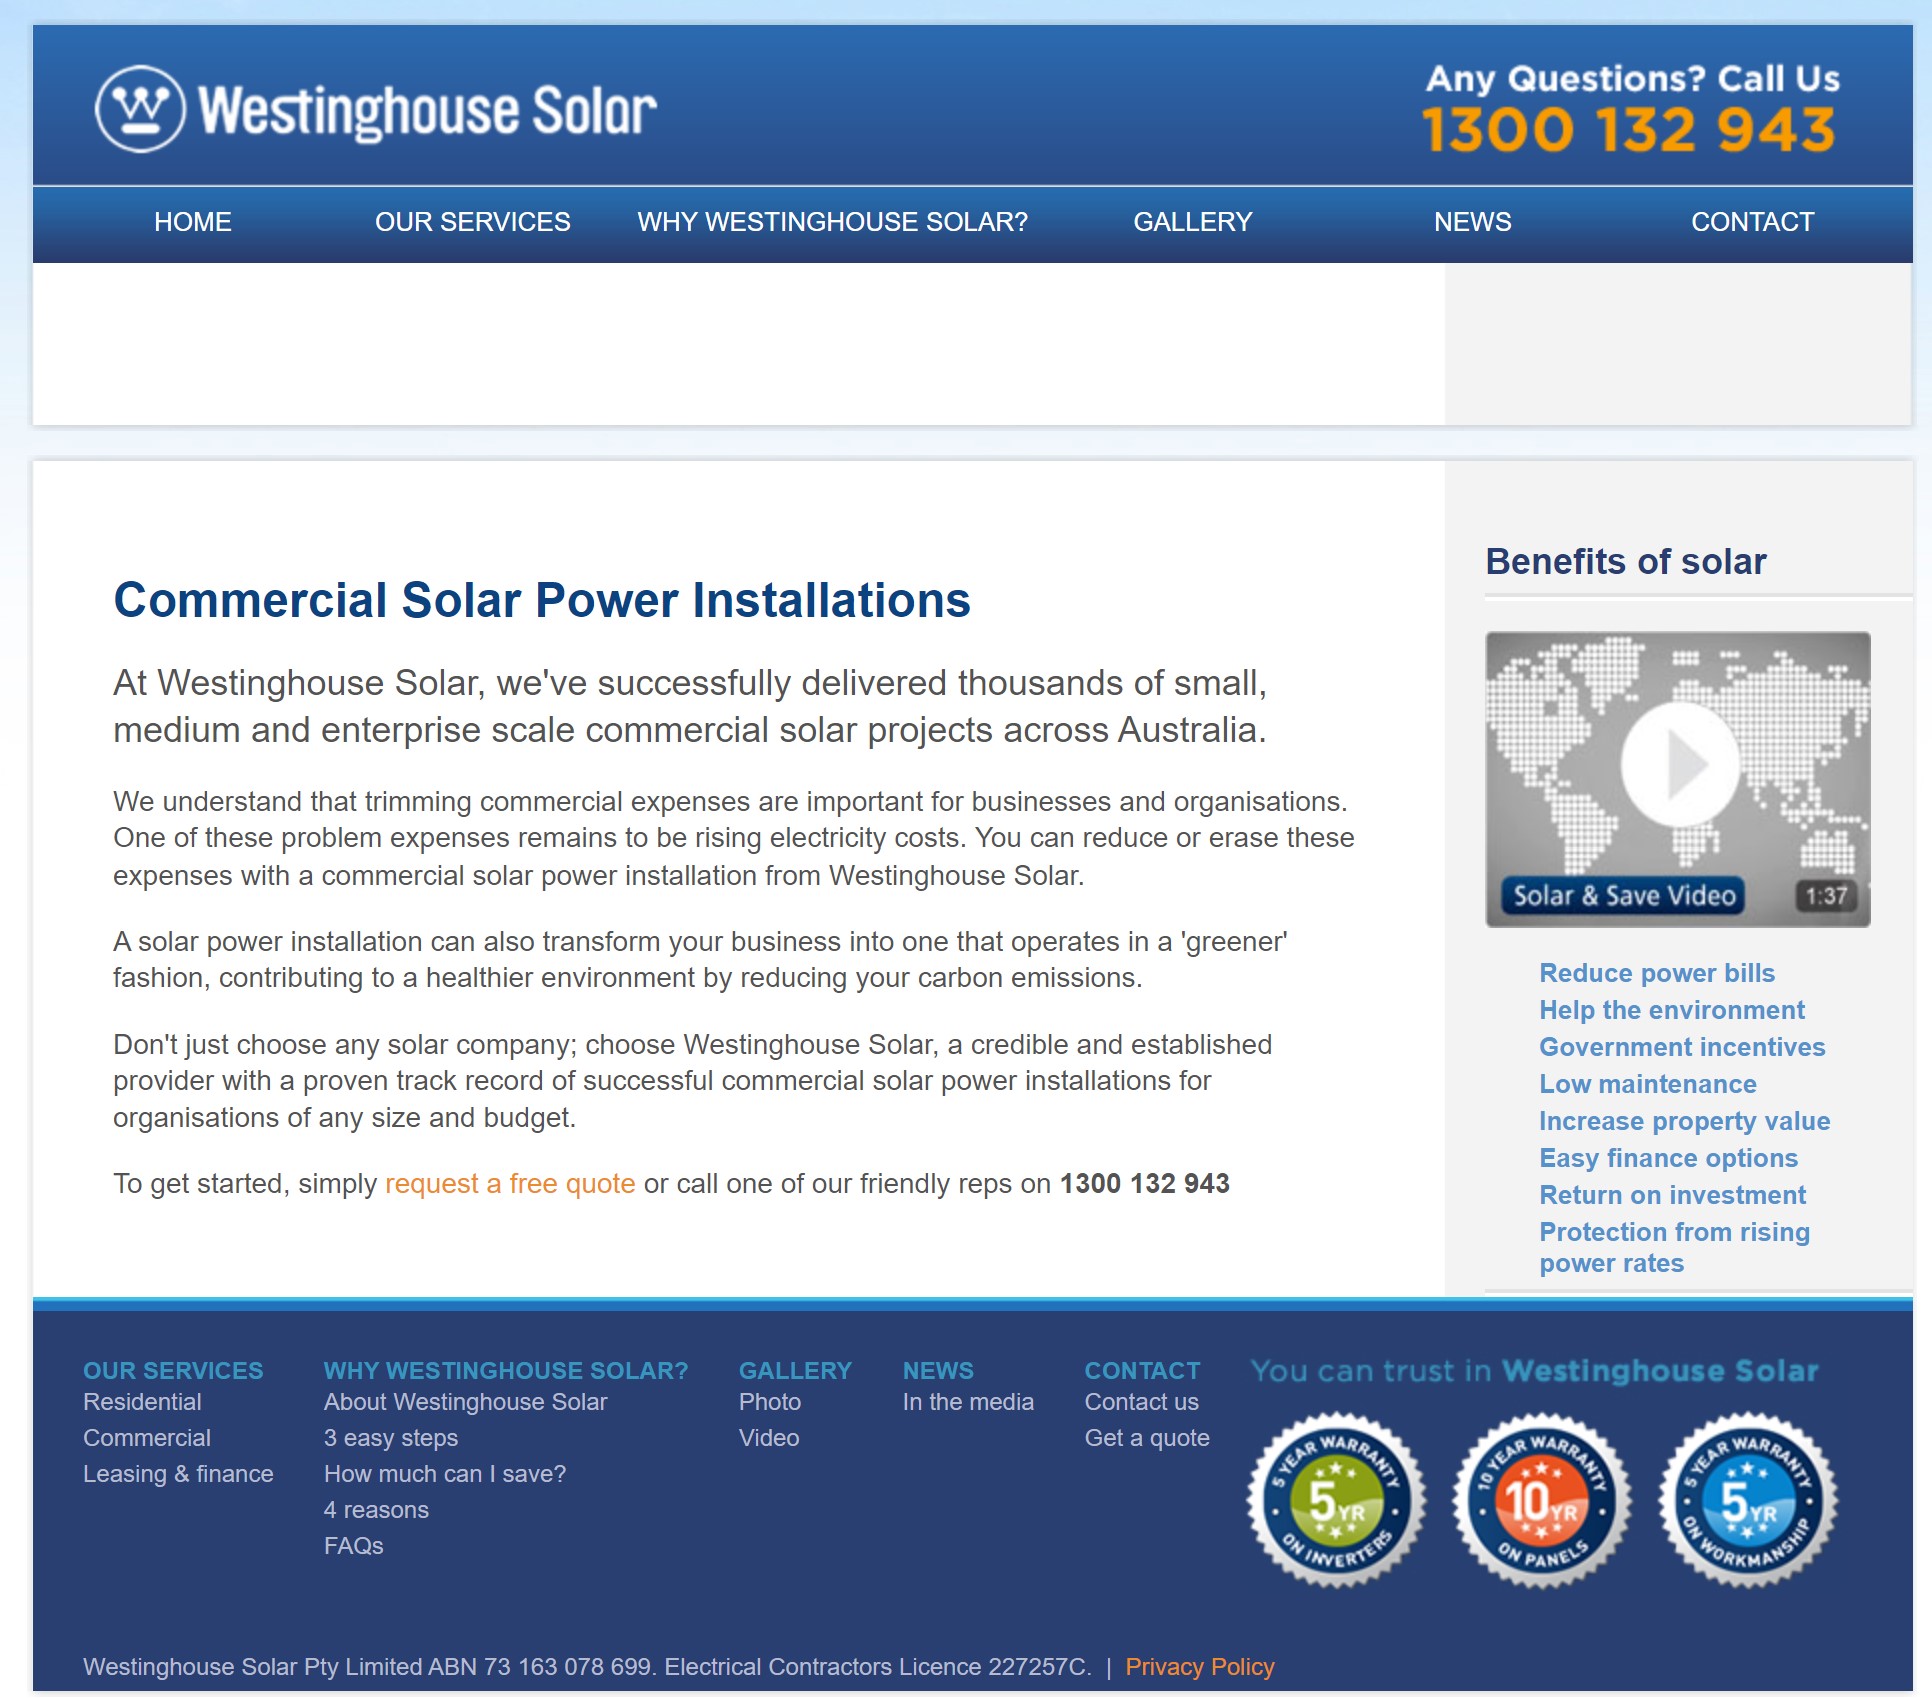 Westinghouse Solar
Any Questions? Call Us
1300 132 943
HOME
OUR SERVICES
WHY WESTINGHOUSE SOLAR?
GALLERY
NEWS
CONTACT
Commercial Solar Power Installations
At Westinghouse Solar, we've successfully delivered thousands of small,
medium and enterprise scale commercial solar projects across Australia.
We understand that trimming commercial expenses are important for businesses and organisations.
One of these problem expenses remains to be rising electricity costs. You can reduce or erase these
expenses with a commercial solar power installation from Westinghouse Solar.
A solar power installation can also transform your business into one that operates in a 'greener'
fashion, contributing to a healthier environment by reducing your carbon emissions.
Don't just choose any solar company; choose Westinghouse Solar, a credible and established
provider with a proven track record of successful commercial solar power installations for
organisations of any size and budget.
To get started, simply request a free quote or call one of our friendly reps on 1300 132 943
Benefits of solar
Solar & Save Video
1:37
Reduce power bills
Help the environment
Government incentives
Low maintenance
Increase property value
Easy finance options
Return on investment
Protection from rising
power rates
OUR SERVICES
Residential
Commercial
Leasing & finance
WHY WESTINGHOUSE SOLAR?
About Westinghouse Solar
3 easy steps
How much can I save?
4 reasons
FAQs
GALLERY
Photo
Video
NEWS
In the media
CONTACT
Contact us
Get a quote
You can trust in Westinghouse Solar
5 YEAR WARRANTY
5YR
ON INVERTERS
10 YEAR WARRANTY
10YR
ON PANELS
5 YEAR WARRANTY
5YR
ON WORKMANSHIP
Westinghouse Solar Pty Limited ABN 73 163 078 699. Electrical Contractors Licence 227257C. | Privacy Policy